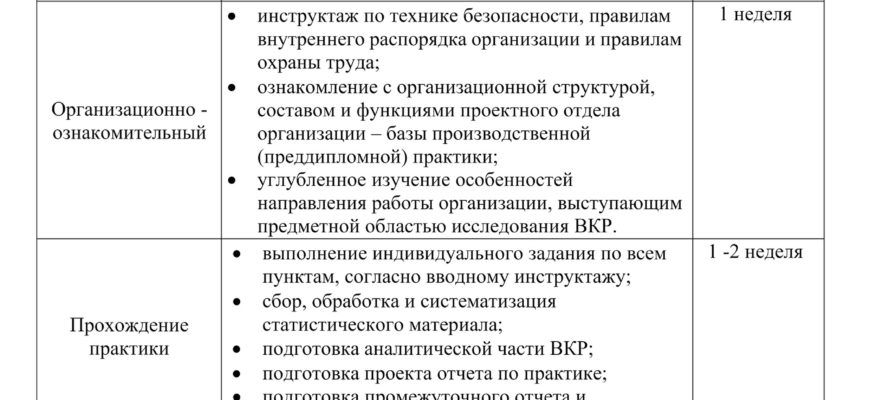 • инструктаж по технике безопасности, правилам
внутреннего распорядка организации и правилам
охраны труда;
• ознакомление с организационной структурой,
составом и функциями проектного отдела
организации – базы производственной
(преддипломной) практики;
• углубленное изучение особенностей
направления работы организации, выступающим
предметной областью исследования ВКР.
Организационно -
ознакомительный
1 неделя
• выполнение индивидуального задания по всем
пунктам, согласно вводному инструктажу;
• сбор, обработка и систематизация
статистического материала;
• подготовка аналитической части ВКР;
• подготовка проекта отчета по практике;
• подготовка промежуточного отчета и
Прохождение
практики
1 -2 неделя